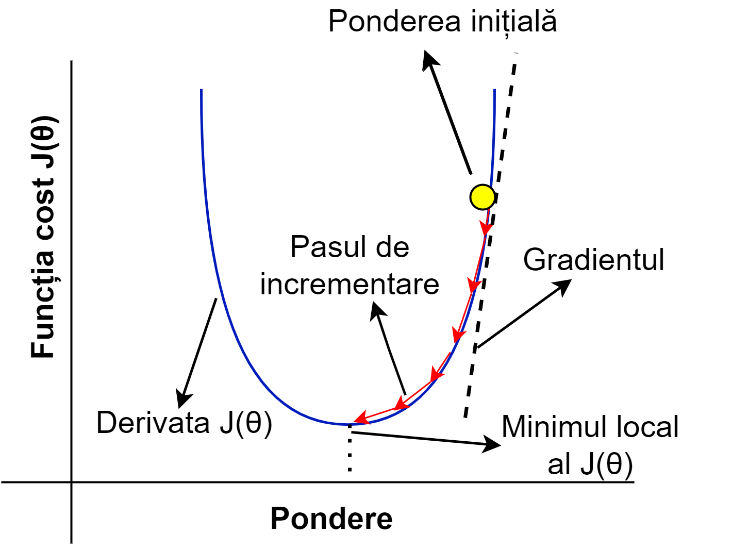 Ponderea inițială
Funcția cost J(θ)
Pasul de
incrementare
Gradientul
Derivata J(θ)
Minimul local
al J(θ)
Pondere